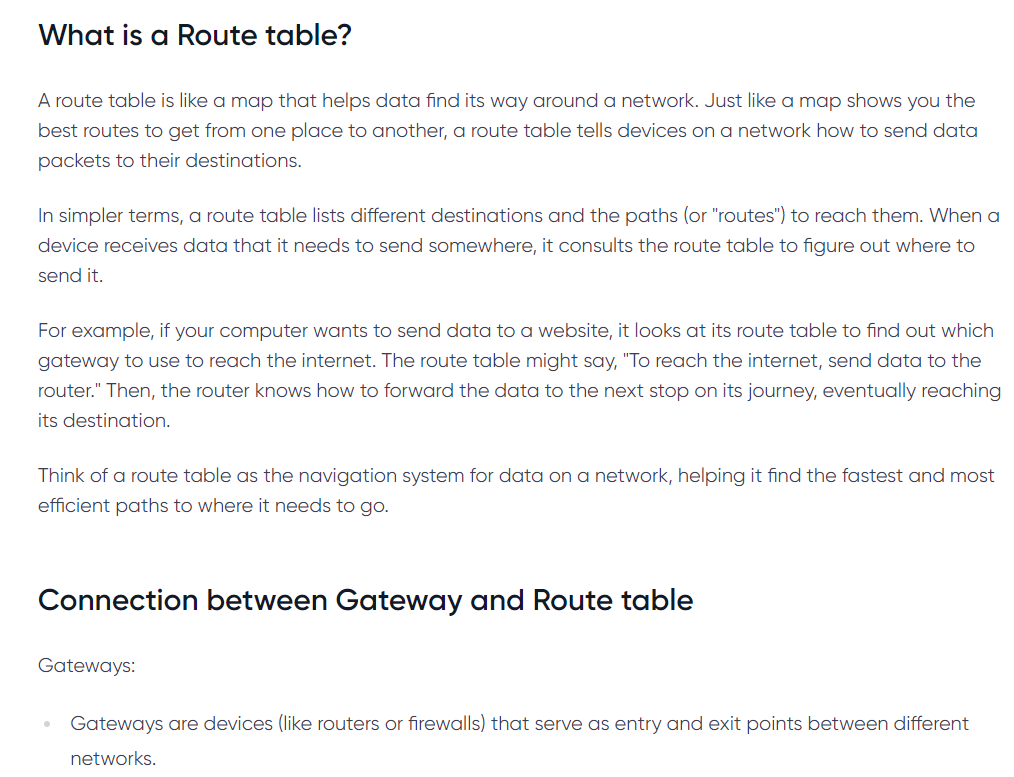 What is a Route table?
A route table is like a map that helps data find its way around a network. Just like a map shows you the
best routes to get from one place to another, a route table tells devices on a network how to send data
packets to their destinations.
In simpler terms, a route table lists different destinations and the paths (or "routes") to reach them. When a
device receives data that it needs to send somewhere, it consults the route table to figure out where to
send it.
For example, if your computer wants to send data to a website, it looks at its route table to find out which
gateway to use to reach the internet. The route table might say, "To reach the internet, send data to the
router." Then, the router knows how to forward the data to the next stop on its journey, eventually reaching
its destination.
Think of a route table as the navigation system for data on a network, helping it find the fastest and most
efficient paths to where it needs to go.
Connection between Gateway and Route table
Gateways:
Gateways are devices (like routers or firewalls) that serve as entry and exit points between different
networks.